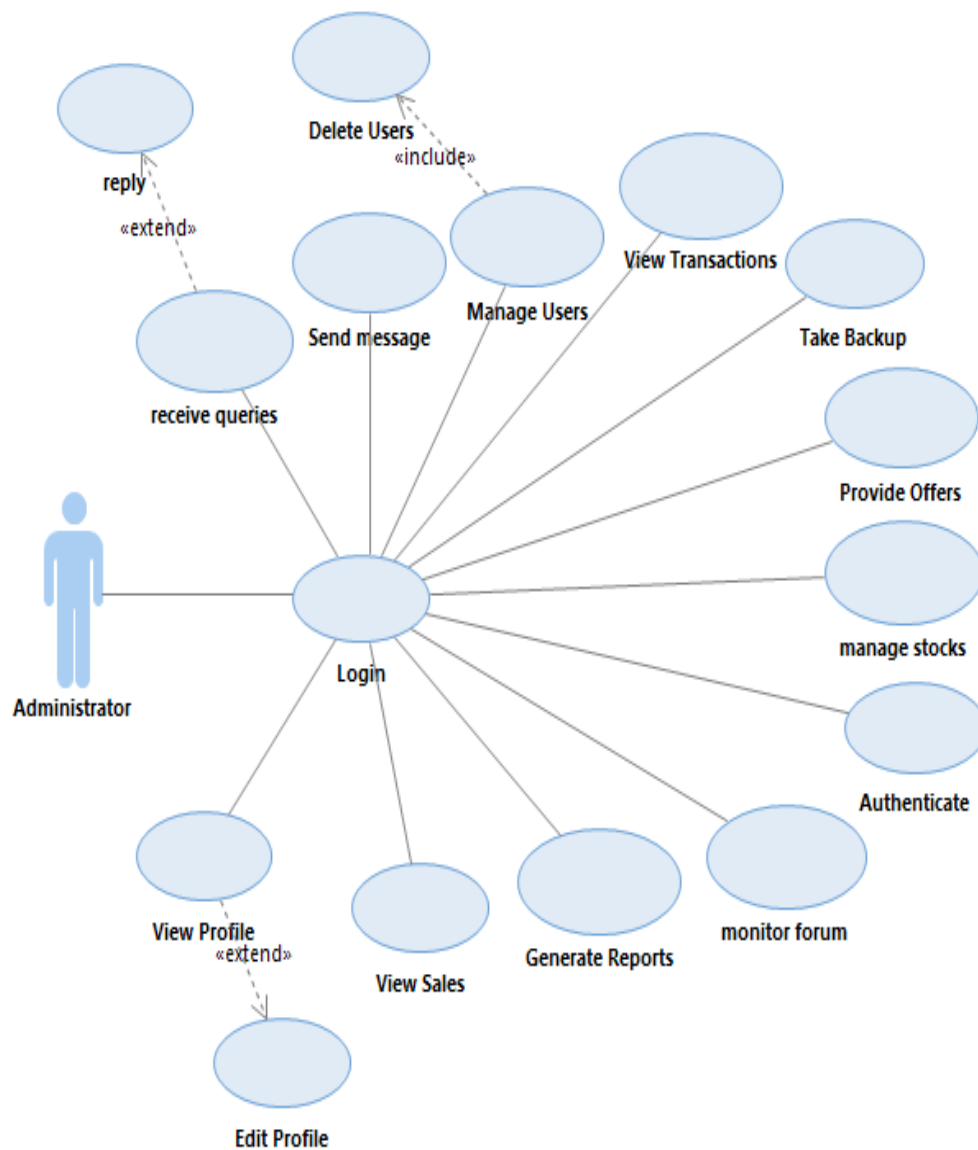 Delete Users
«include»
reply
«extend»
View Transactions
Manage Users
Send message
Take Backup
receive queries
Provide Offers
manage stocks
Login
Administrator
Authenticate
View Profile
«extend»
monitor forum
Generate Reports
View Sales
Edit Profile